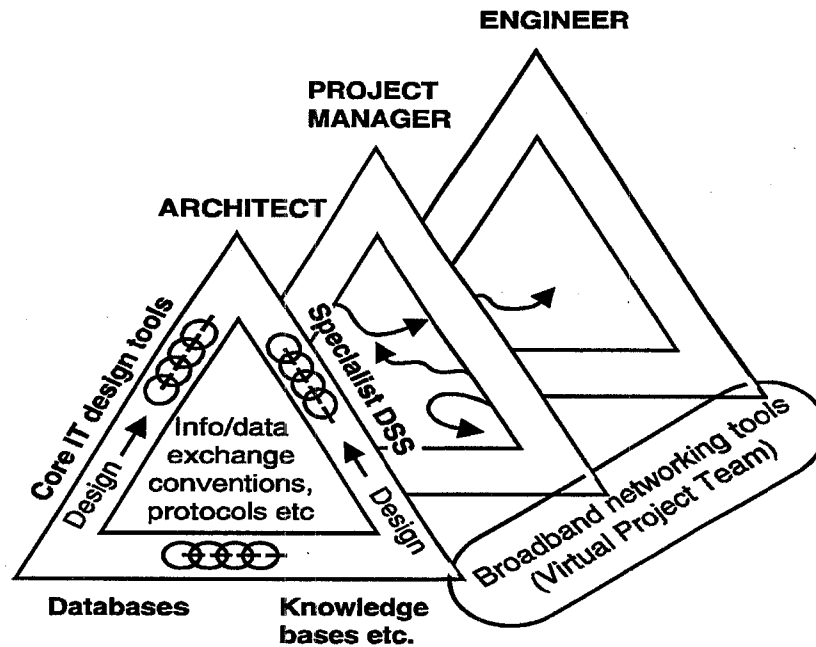 ENGINEER
PROJECT
MANAGER
ARCHITECT
Core IT design tools
Design
Specialist DSS
Design
Info/data
exchange
conventions,
protocols etc
Broadband networking tools
(Virtual Project Team)
Databases
Knowledge
bases etc.